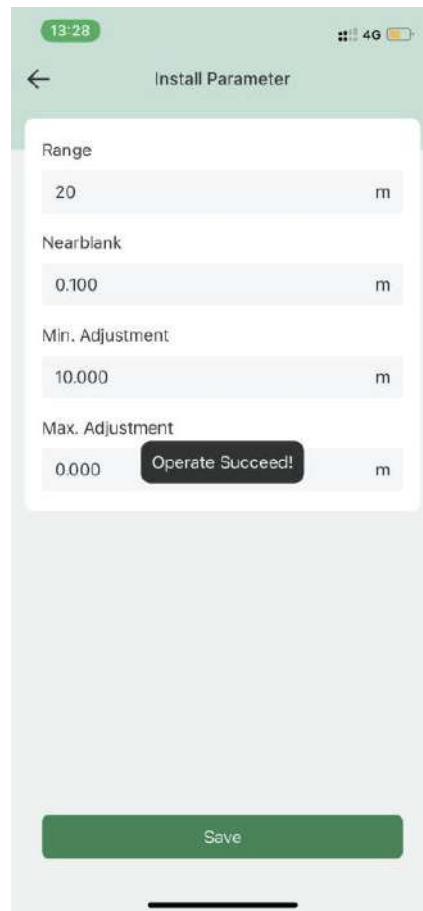 13:28
4G
Install Parameter
Range
20 m
Nearblank
0.100 m
Min. Adjustment
10.000 m
Max. Adjustment
0.000 m
Operate Succeed!
Save